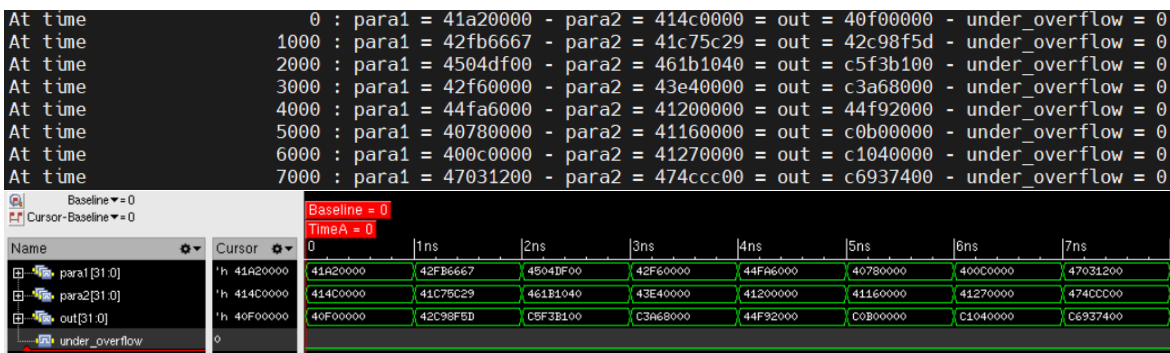 At time 0 : para1 = 41a20000 - para2 = 414c0000 = out = 40f00000 - under_overflow = 0
At time 1000 : para1 = 42fb6667 - para2 = 41c75c29 = out = 42c98f5d - under_overflow = 0
At time 2000 : para1 = 4504df00 - para2 = 461b1040 = out = c5f3b100 - under_overflow = 0
At time 3000 : para1 = 42f60000 - para2 = 43e40000 = out = c3a68000 - under_overflow = 0
At time 4000 : para1 = 44fa6000 - para2 = 41200000 = out = 44f92000 - under_overflow = 0
At time 5000 : para1 = 40780000 - para2 = 41160000 = out = c0b00000 - under_overflow = 0
At time 6000 : para1 = 400c0000 - para2 = 41270000 = out = c1040000 - under_overflow = 0
At time 7000 : para1 = 47031200 - para2 = 474ccc00 = out = c6937400 - under_overflow = 0
Baseline ▾ = 0
Cursor-Baseline ▾ = 0
Baseline = 0
TimeA = 0
Name Cursor 0 1ns 2ns 3ns 4ns 5ns 6ns 7ns
para1[31:0] 'h 41A20000 41A20000 42FB6667 4504DF00 42F60000 44FA6000 40780000 400C0000 47031200
para2[31:0] 'h 414C0000 414C0000 41C75C29 461B1040 43E40000 41200000 41160000 41270000 474CCC00
out[31:0] 'h 40F00000 40F00000 42C98F5D C5F3B100 C3A68000 44F92000 C0B00000 C1040000 C6937400
under_overflow 0